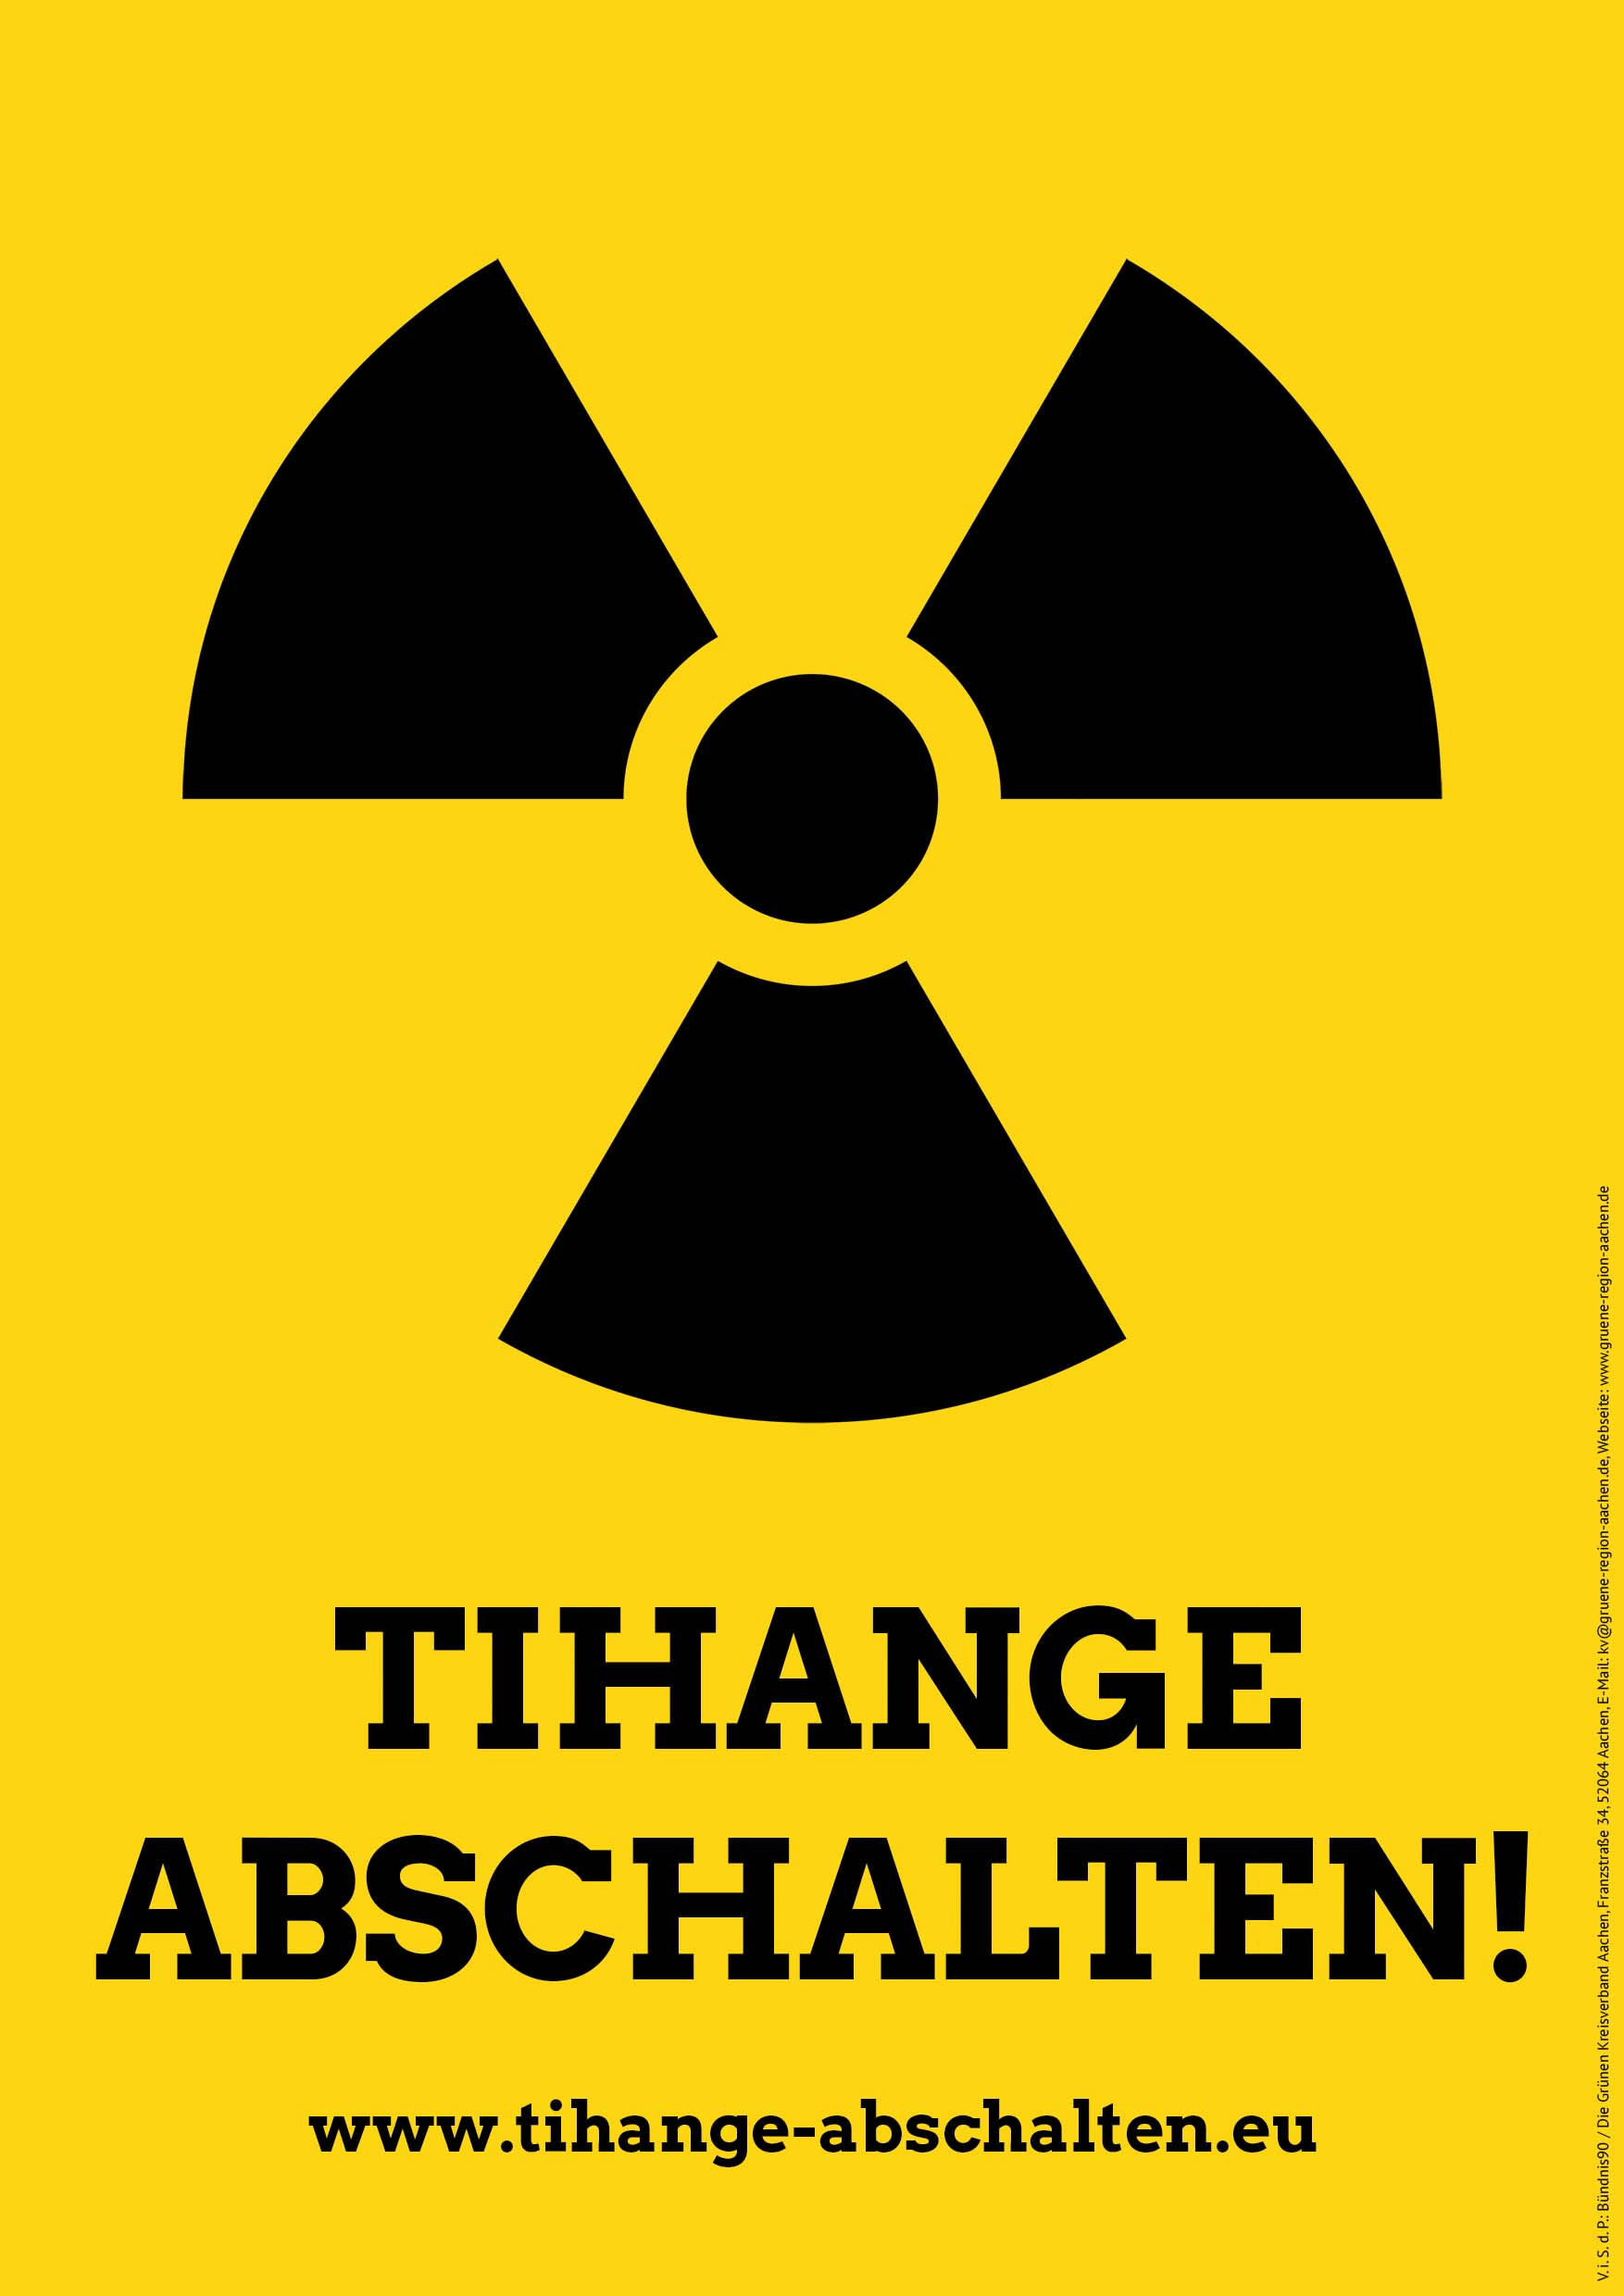 TIHANGE
ABSCHALTEN!
www.tihange-abschalten.eu
V. i. S. d. P.: Bündnis90 / Die Grünen Kreisverband Aachen, Franzstraße 34, 52064 Aachen, E-Mail: kv@gruene-region-aachen.de, Webseite: www.gruene-region-aachen.de